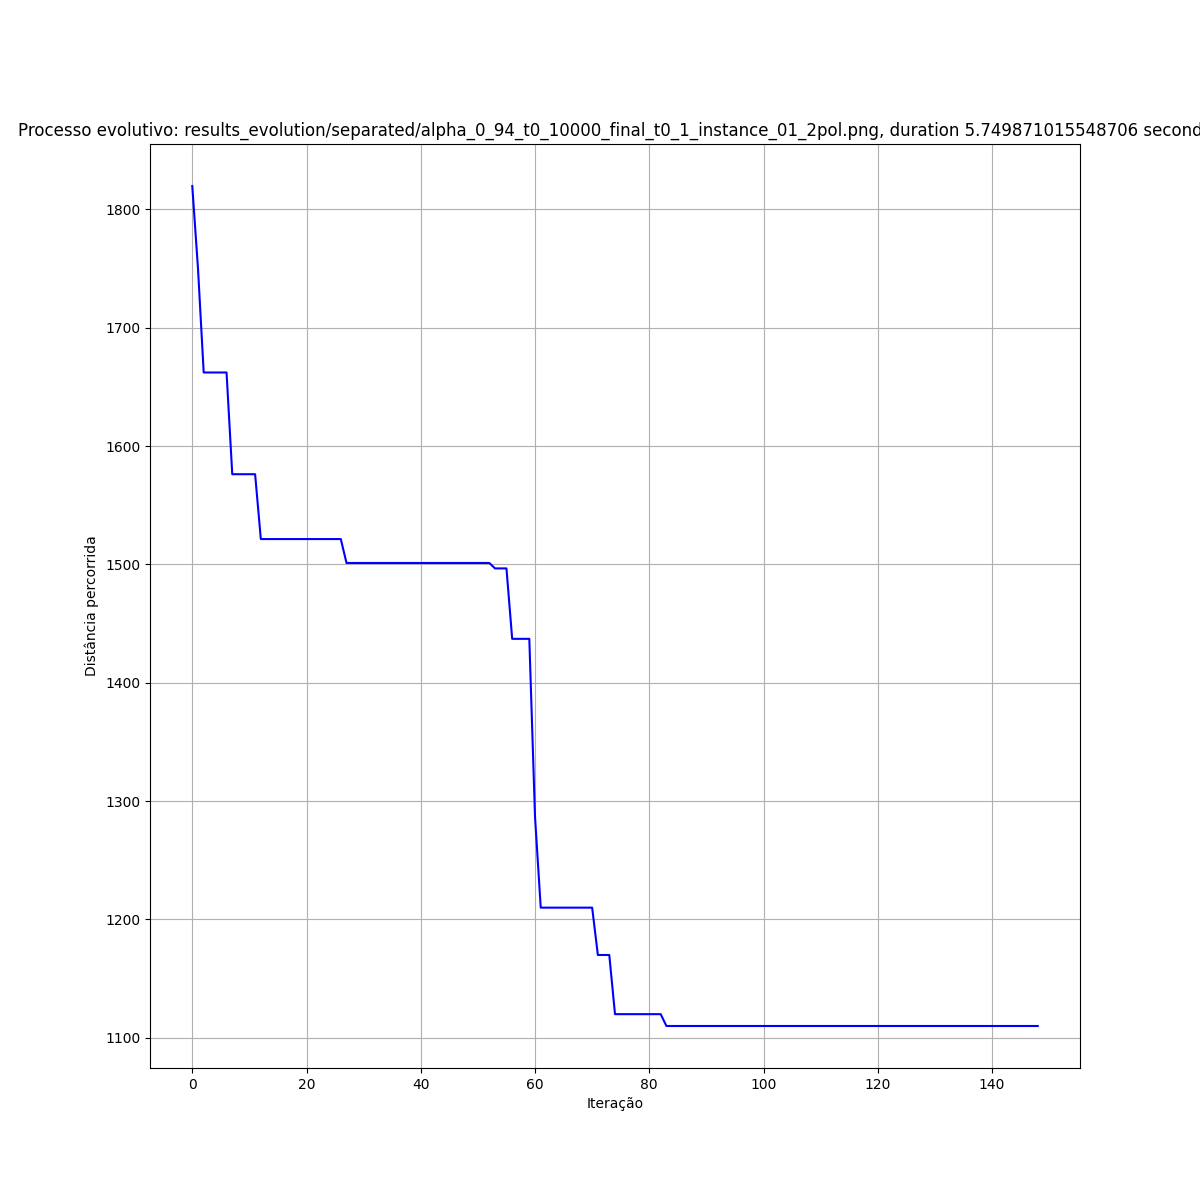 Processo evolutivo: results_evolution/separated/alpha_0_94_t0_10000_final_t0_1_instance_01_2pol.png, duration 5.749871015548706 second
1800
1700
1600
1500
1400
1300
1200
1100
Distância percorrida
0 20 40 60 80 100 120 140
Iteração